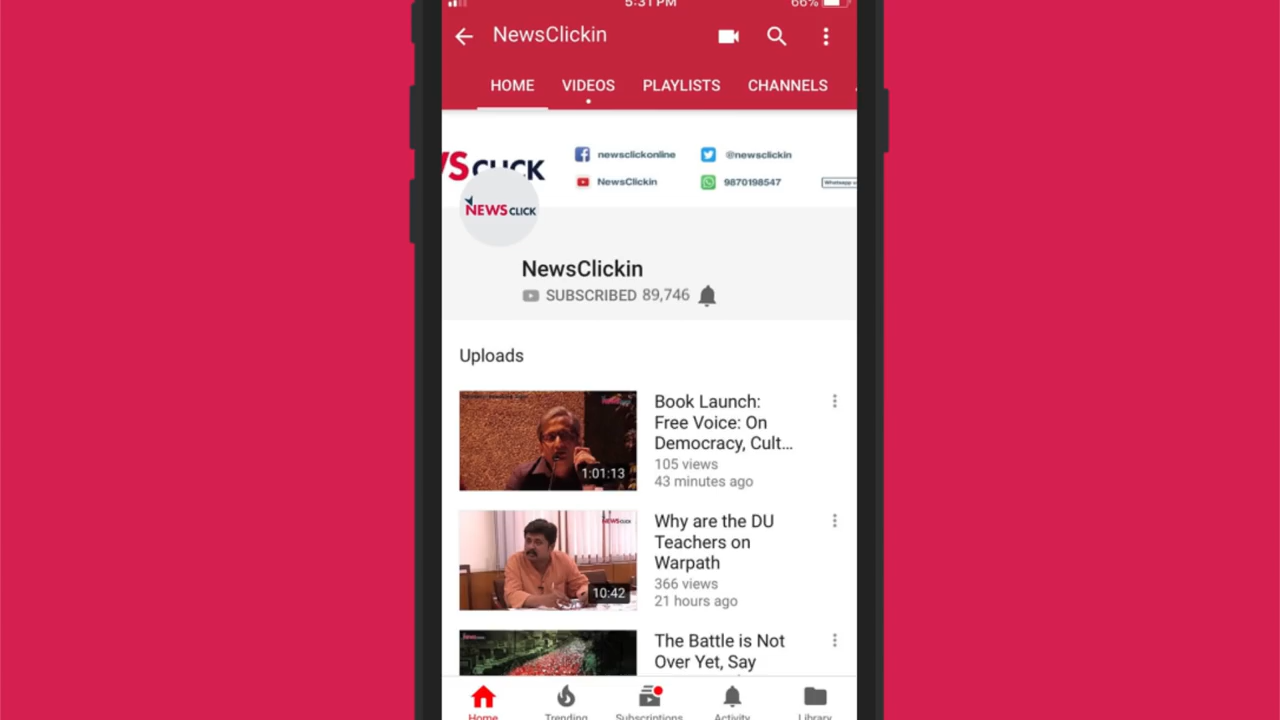 5:31 PM
66%
NewsClickin
HOME
VIDEOS
PLAYLISTS
CHANNELS
WS CLICK
newsclickonline
@newsclickin
NewsClickin
9870198547
Whatsapp u
NEWS CLICK
NewsClickin
SUBSCRIBED 89,746
Uploads
Book Launch:
Free Voice: On
Democracy, Cult...
105 views
43 minutes ago
1:01:13
NEWSCLICK
Why are the DU
Teachers on
Warpath
366 views
21 hours ago
10:42
The Battle is Not
Over Yet, Say
Home
Trending
Subscriptions
Activity
Library